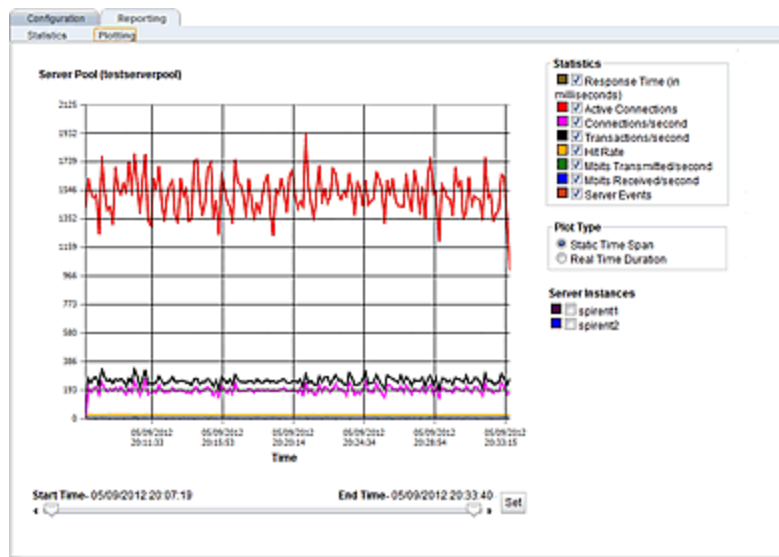 Configuration Reporting
Statistics Plotting
Server Pool (testserverpool)
2125
1932
1739
1546
1352
1159
966
773
580
386
193
0
05/09/2012 05/09/2012 05/09/2012 05/09/2012 05/09/2012 05/09/2012
20:11:33 20:15:53 20:20:14 20:24:34 20:28:54 20:33:15
Time
Start Time- 05/09/2012 20:07:19 End Time- 05/09/2012 20:33:40 Set
Statistics
Response Time (in
milliseconds)
Active Connections
Connections/second
Transactions/second
Hit Rate
Mbits Transmitted/second
Mbits Received/second
Server Events
Plot Type
Static Time Span
Real Time Duration
Server Instances
spirent1
spirent2